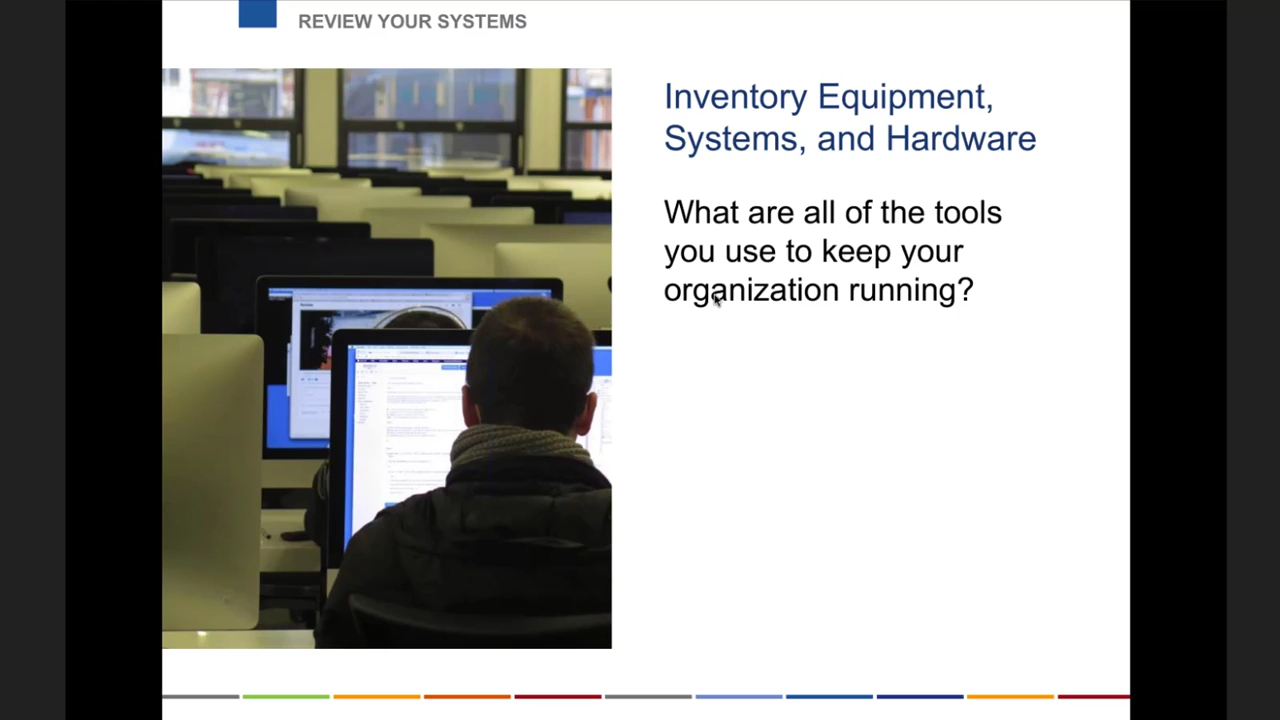 REVIEW YOUR SYSTEMS
Inventory Equipment,
Systems, and Hardware
What are all of the tools
you use to keep your
organization running?